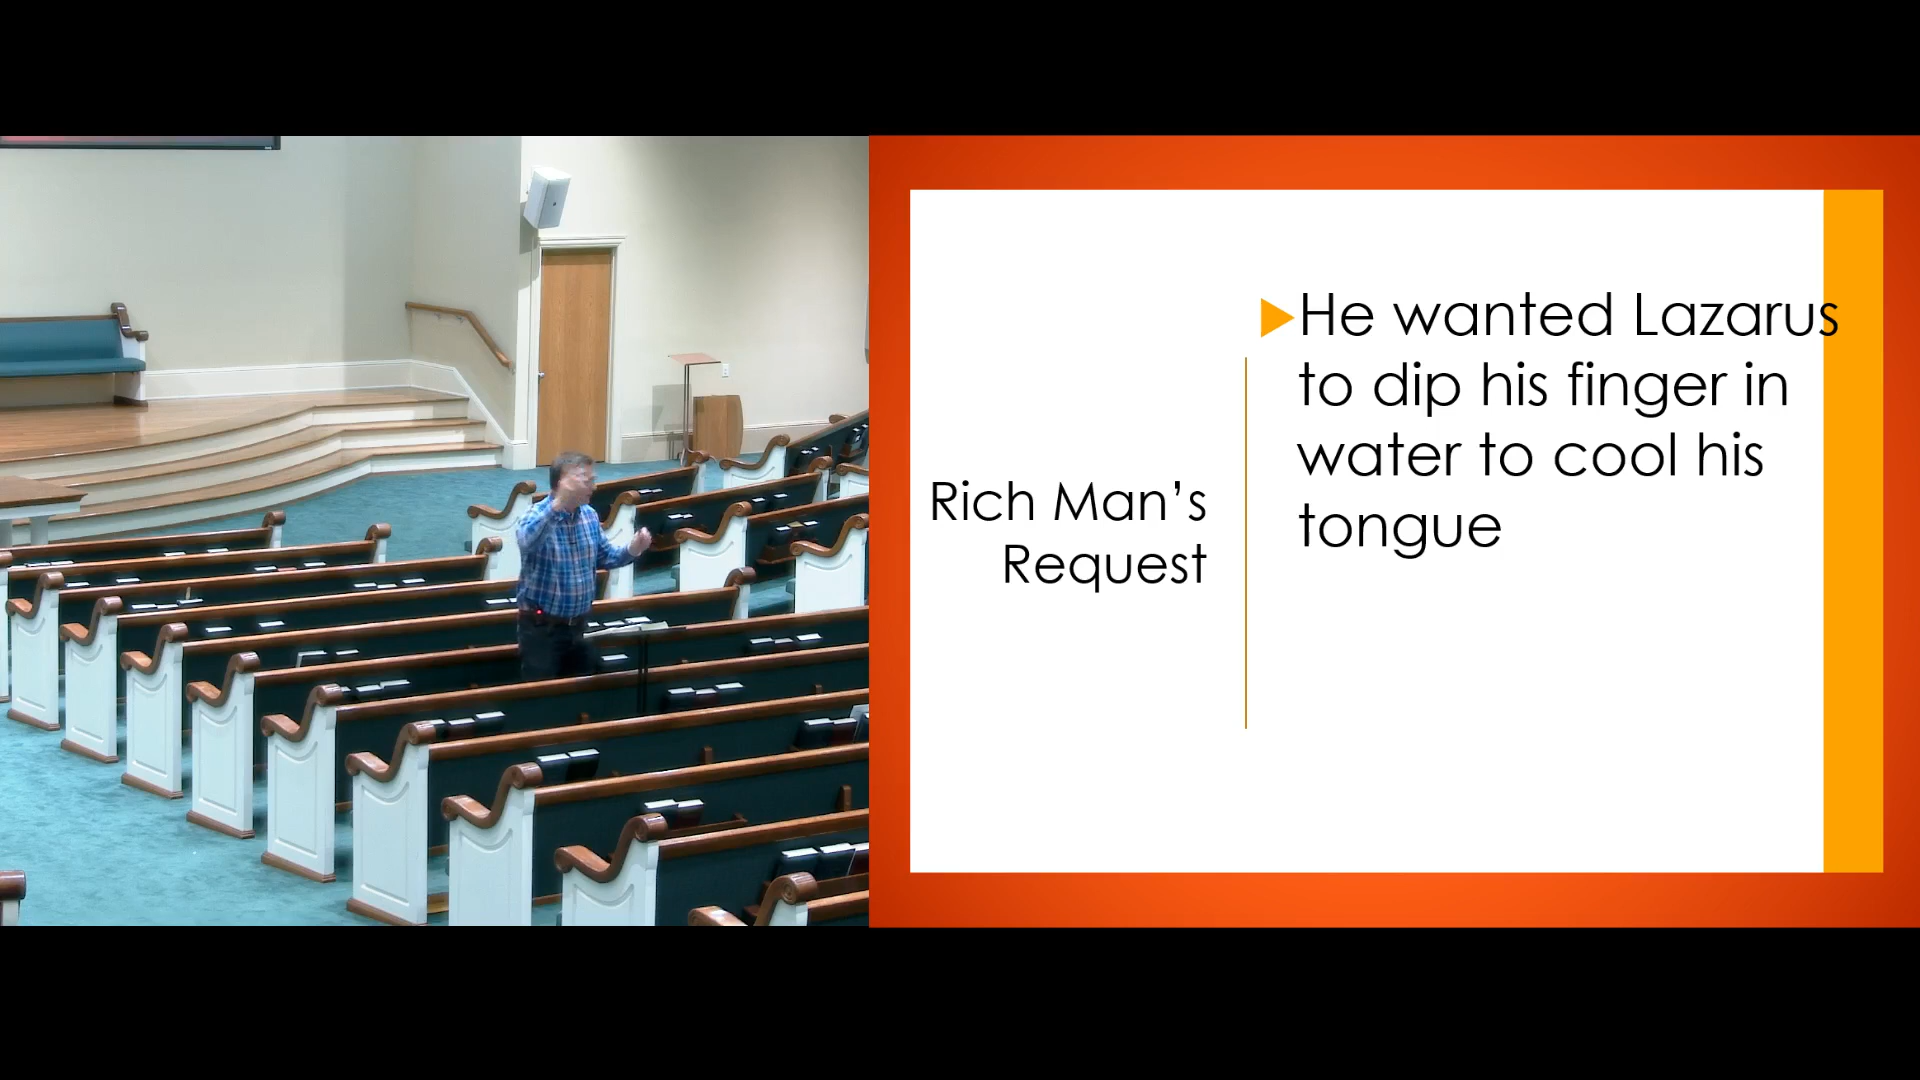 Rich Man’s
Request
He wanted Lazarus
to dip his finger in
water to cool his
tongue